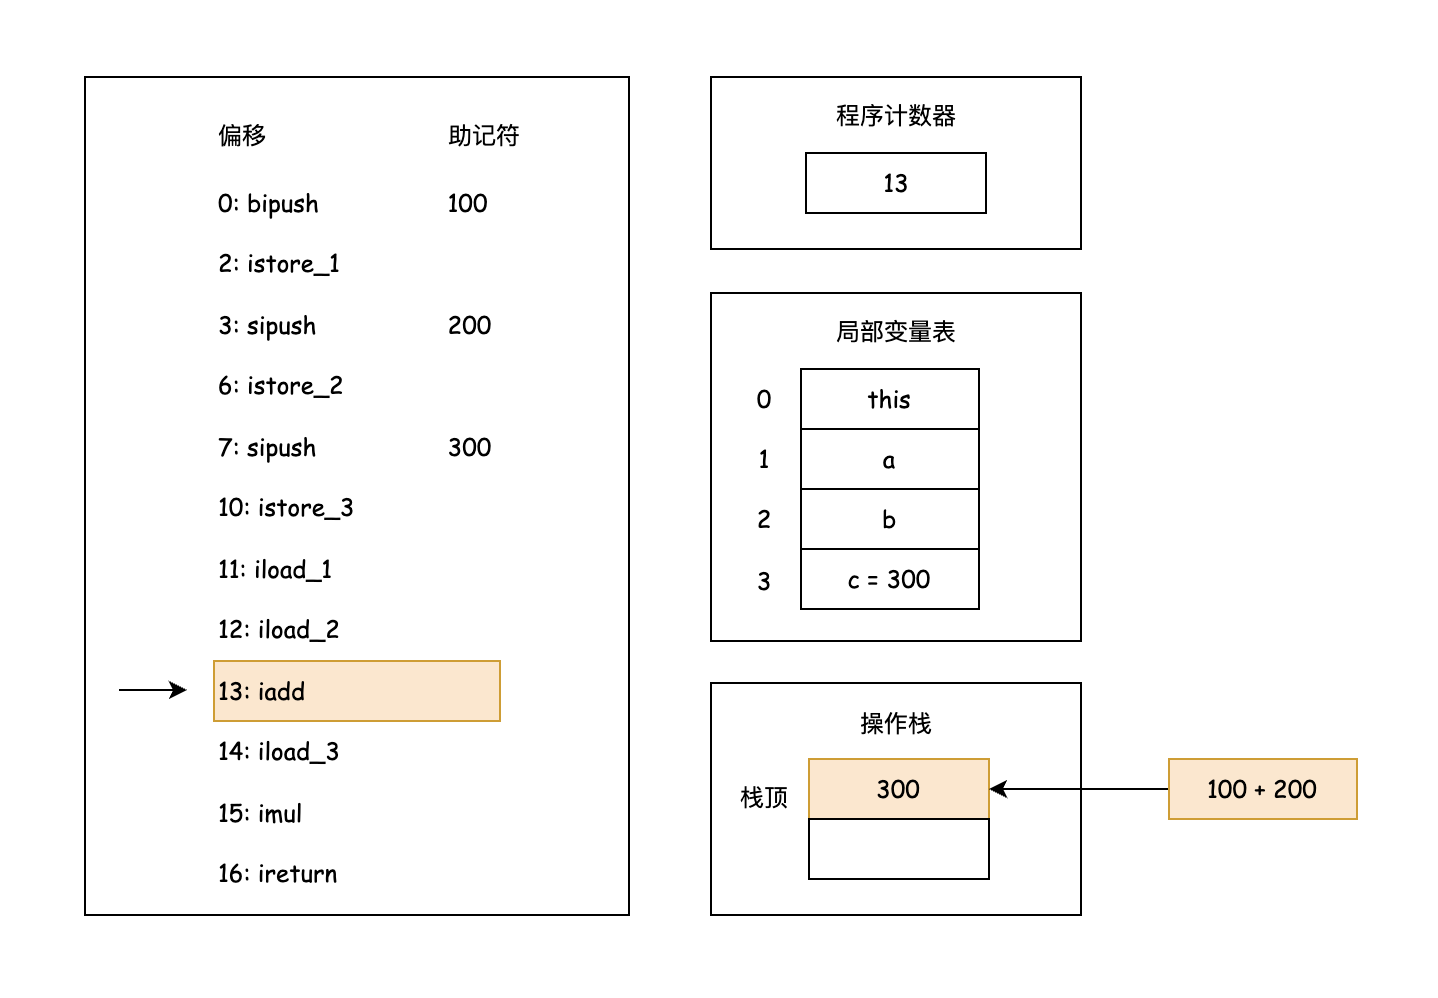 偏移 助记符
0: bipush 100
2: istore_1
3: sipush 200
6: istore_2
7: sipush 300
10: istore_3
11: iload_1
12: iload_2
13: iadd
14: iload_3
15: imul
16: ireturn
程序计数器
13
局部变量表
0 this
1 a
2 b
3 c = 300
操作栈
栈顶 300 100 + 200